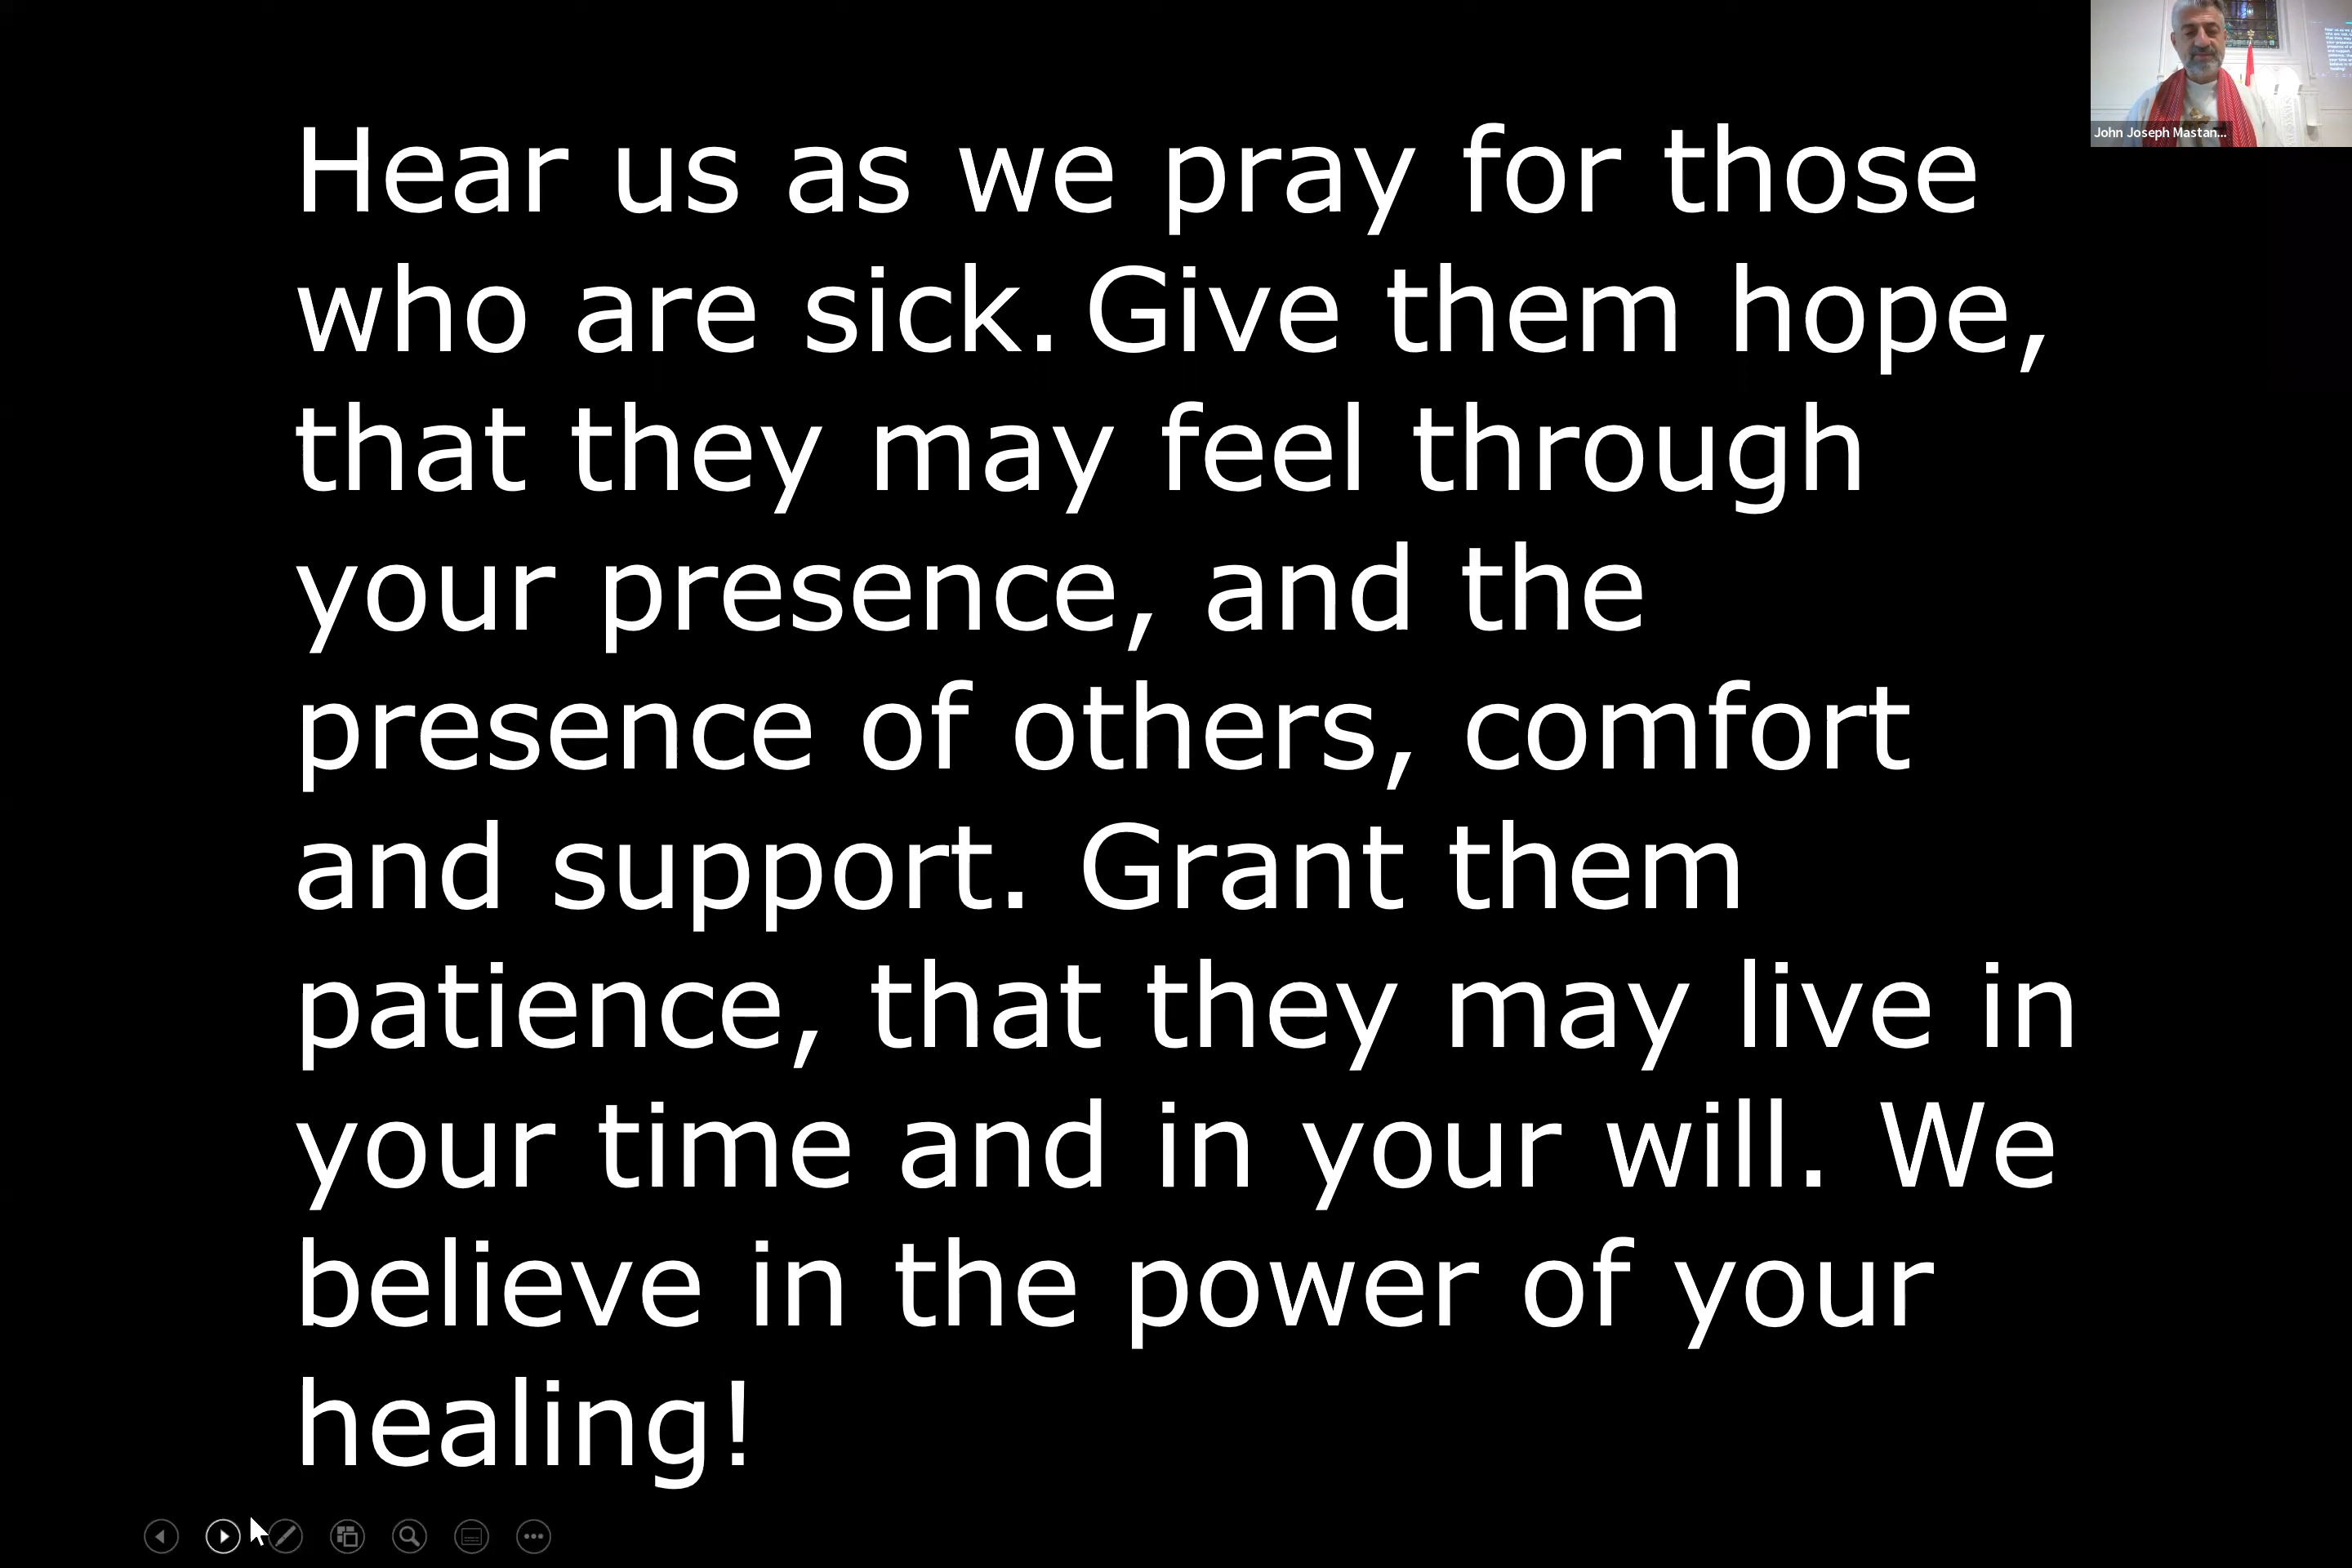 Hear us as we pray for those
who are sick. Give them hope,
that they may feel through
your presence, and the
presence of others, comfort
and support. Grant them
patience, that they may live in
your time and in your will. We
believe in the power of your
healing!
John Joseph Mastan...